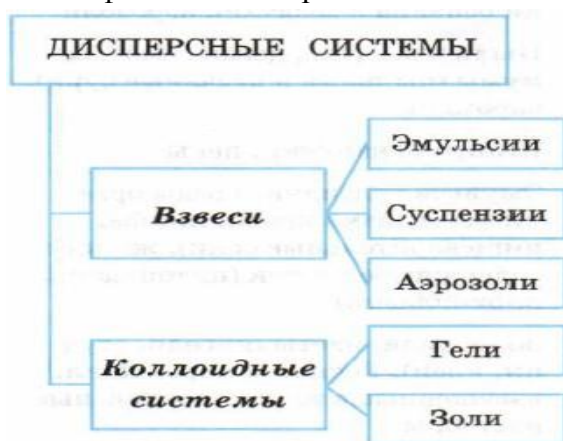 ДИСПЕРСНЫЕ СИСТЕМЫ
Взвеси
Эмульсии
Суспензии
Аэрозоли
Коллоидные
системы
Гели
Золи